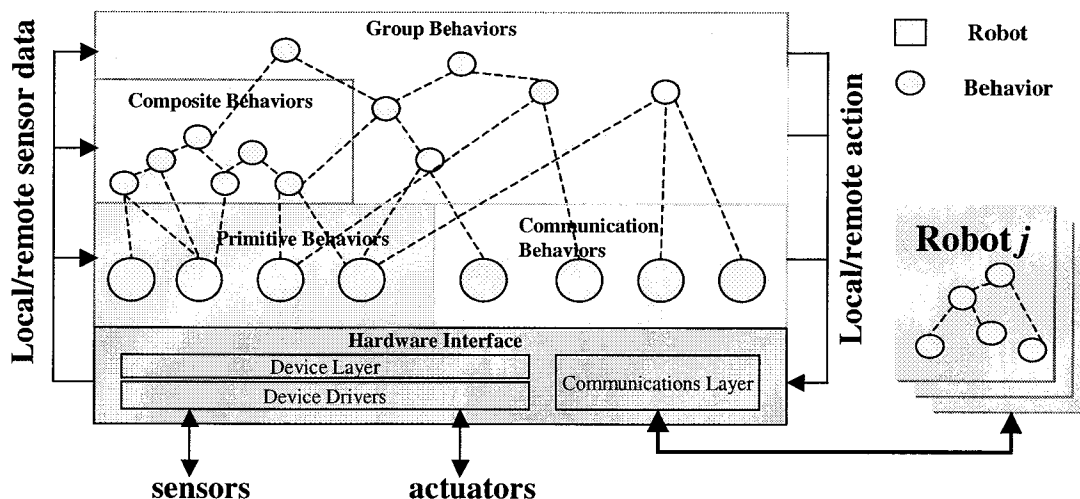 Group Behaviors
Robot
Behavior
Composite Behaviors
Local/remote sensor data
Local/remote action
Primitive Behaviors
Communication
Behaviors
Robot j
Hardware Interface
Device Layer
Device Drivers
Communications Layer
sensors
actuators